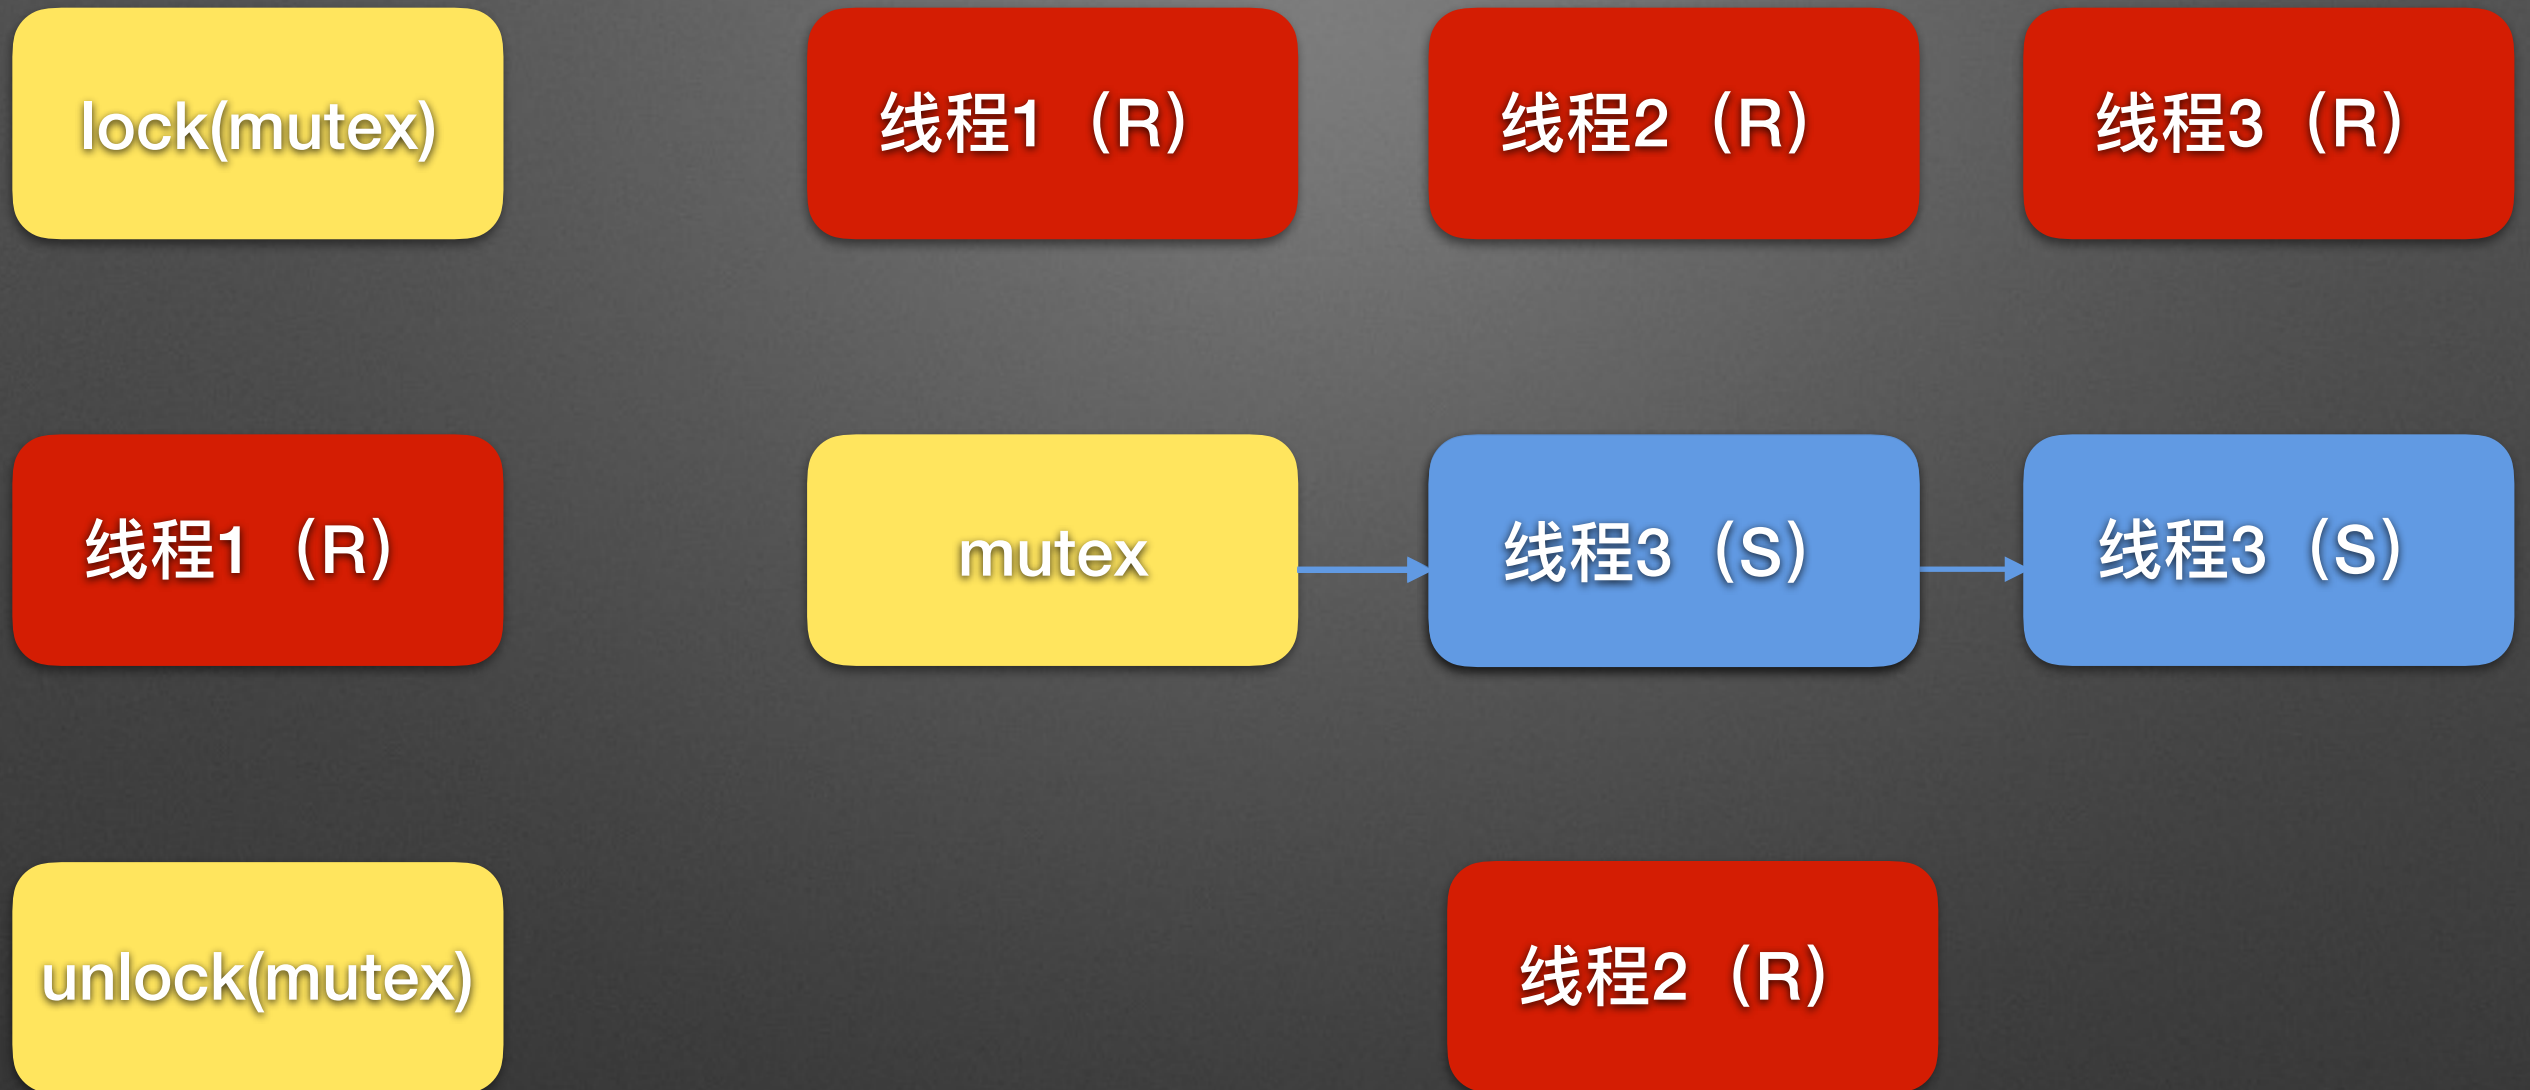 lock(mutex)
线程1（R）
线程2（R）
线程3（R）
线程1（R）
mutex
线程3（S）
线程3（S）
unlock(mutex)
线程2（R）